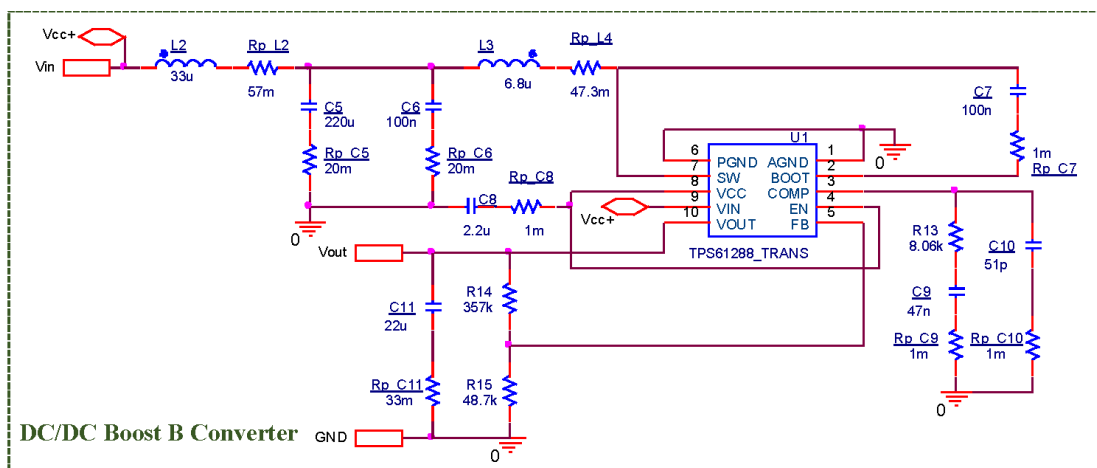 Vcc+
Vin
L2
33u
Rp_L2
57m
L3
6.8u
Rp_L4
47.3m
C5
220u
Rp_C5
20m
C6
100n
Rp_C6
20m
C7
100n
1m
Rp_C7
0
C8
2.2u
Rp_C8
1m
Vcc+
U1
6 PGND AGND 1
7 SW BOOT 2
8 VCC COMP 3
9 VIN EN 4
10 VOUT FB 5
TPS61288_TRANS
0
Vout
C11
22u
Rp_C11
33m
R14
357k
R15
48.7k
R13
8.06k
C9
47n
Rp_C9
1m
C10
51p
Rp_C10
1m
0
GND
0
DC/DC Boost B Converter